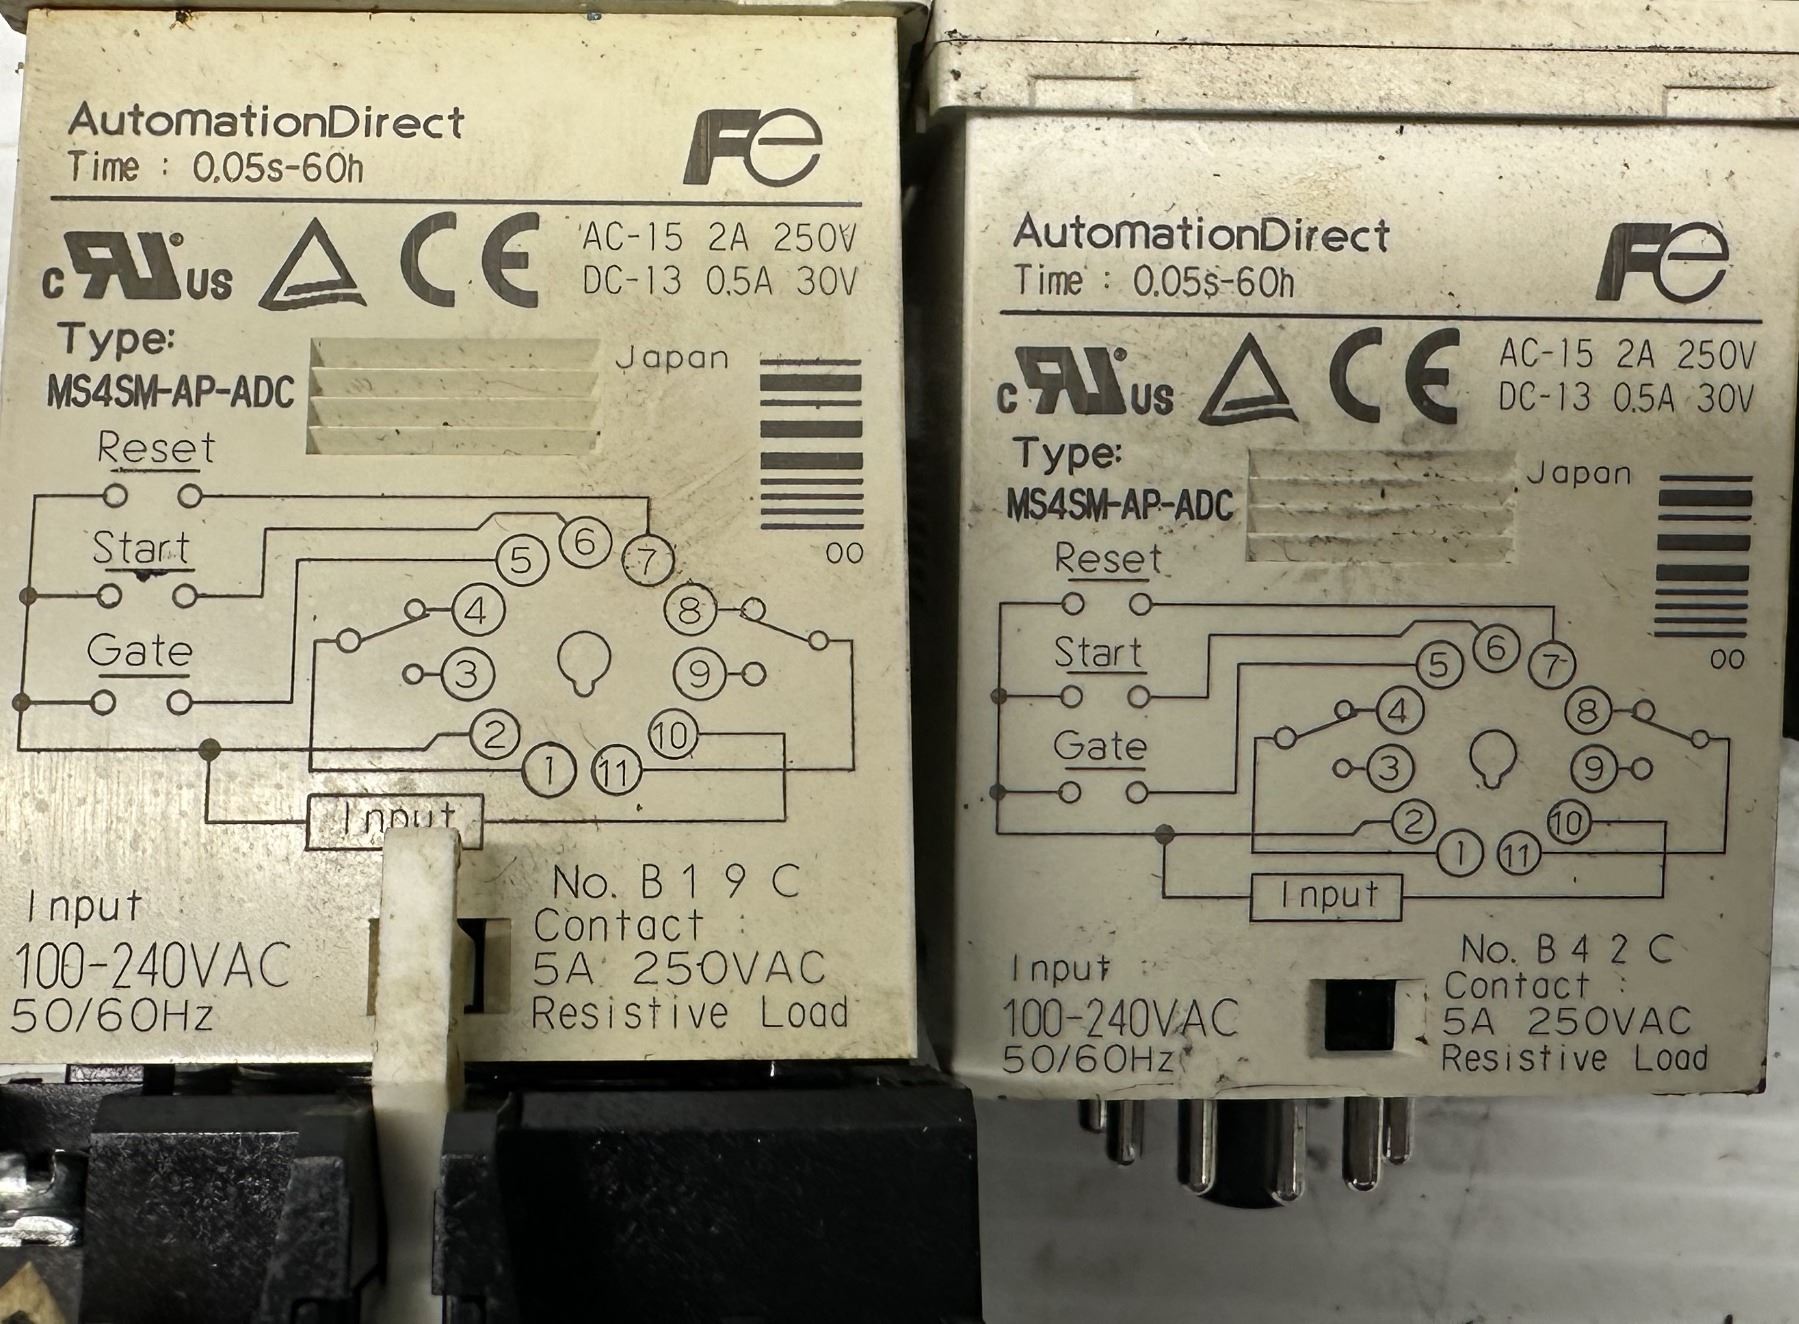 AutomationDirect
Time : 0.05s-60h
Fe
c RU us
CE
AC-15 2A 250V
DC-13 0.5A 30V
Type:
MS4SM-AP-ADC
Japan
Reset
Start
Gate
00
5
6
7
4
8
3
9
2
10
1
11
Input
Input
100-240VAC
50/60Hz
No. B 1 9 C
Contact :
5A 250VAC
Resistive Load
AutomationDirect
Time : 0.05s-60h
Fe
c RU us
CE
AC-15 2A 250V
DC-13 0.5A 30V
Type:
MS4SM-AP-ADC
Japan
Reset
Start
Gate
00
5
6
7
4
8
3
9
2
10
1
11
Input
Input :
100-240VAC
50/60Hz
No. B 4 2 C
Contact :
5A 250VAC
Resistive Load